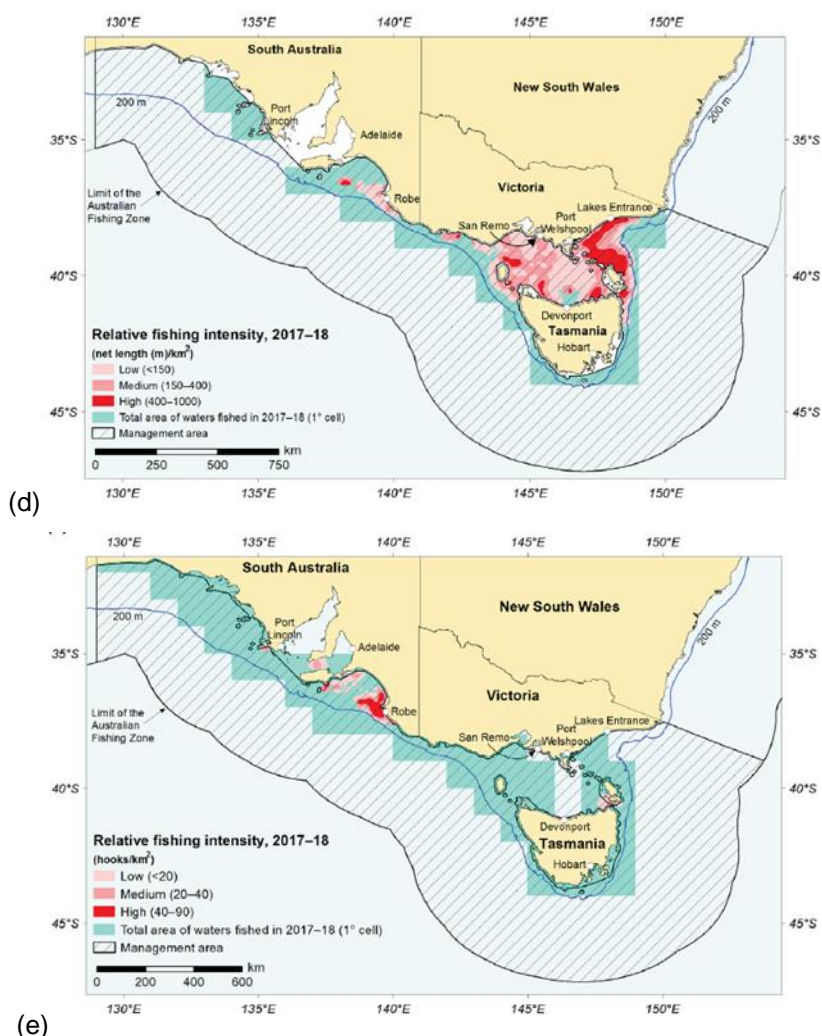 130°E 135°E 140°E 145°E 150°E
South Australia
New South Wales
200 m
Port
Lincoln
Adelaide
200 m
35°S 35°S
Limit of the
Australian
Fishing Zone
Victoria
Robe
Lakes Entrance
San Remo
Port
Welshpool
40°S 40°S
Devonport
Tasmania
Hobart
Relative fishing intensity, 2017–18
(net length (m)/km²)
Low (<150)
Medium (150–400)
High (400–1000)
Total area of waters fished in 2017–18 (1° cell)
Management area
45°S 45°S
km
0 250 500 750
130°E 135°E 140°E 145°E 150°E
(d)
130°E 135°E 140°E 145°E 150°E
South Australia
New South Wales
200 m
Port
Lincoln
Adelaide
200 m
35°S 35°S
Limit of the
Australian
Fishing Zone
Victoria
Robe
Lakes Entrance
San Remo
Port
Welshpool
40°S 40°S
Devonport
Tasmania
Hobart
Relative fishing intensity, 2017–18
(hooks/km²)
Low (<20)
Medium (20–40)
High (40–90)
Total area of waters fished in 2017–18 (1° cell)
Management area
45°S 45°S
km
0 200 400 600
130°E 135°E 140°E 145°E 150°E
(e)